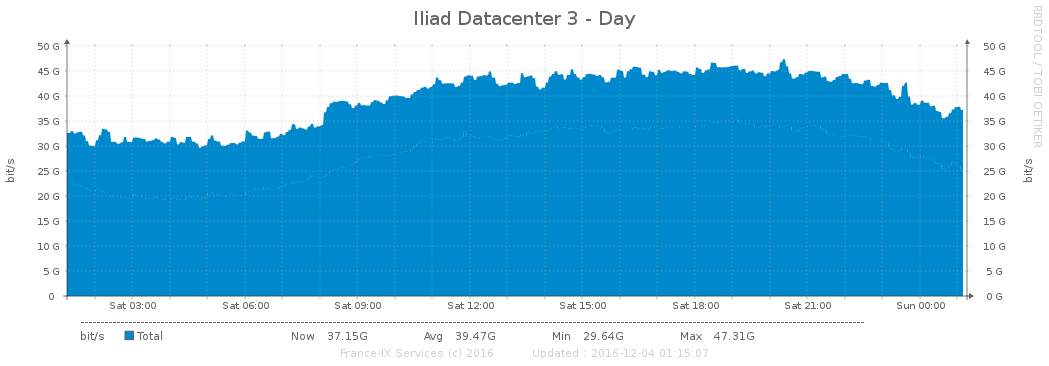 Iliad Datacenter 3 - Day
RRDTOOL / TOBI OETIKER
50 G 50 G
45 G 45 G
40 G 40 G
35 G 35 G
30 G 30 G
25 G 25 G
20 G 20 G
15 G 15 G
10 G 10 G
5 G 5 G
0 0 G
bit/s bit/s
Sat 03:00 Sat 06:00 Sat 09:00 Sat 12:00 Sat 15:00 Sat 18:00 Sat 21:00 Sun 00:00
bit/s Total Now 37.15G Avg 39.47G Min 29.64G Max 47.31G
France-IX Services (c) 2016 Updated : 2016-12-04 01:15:07